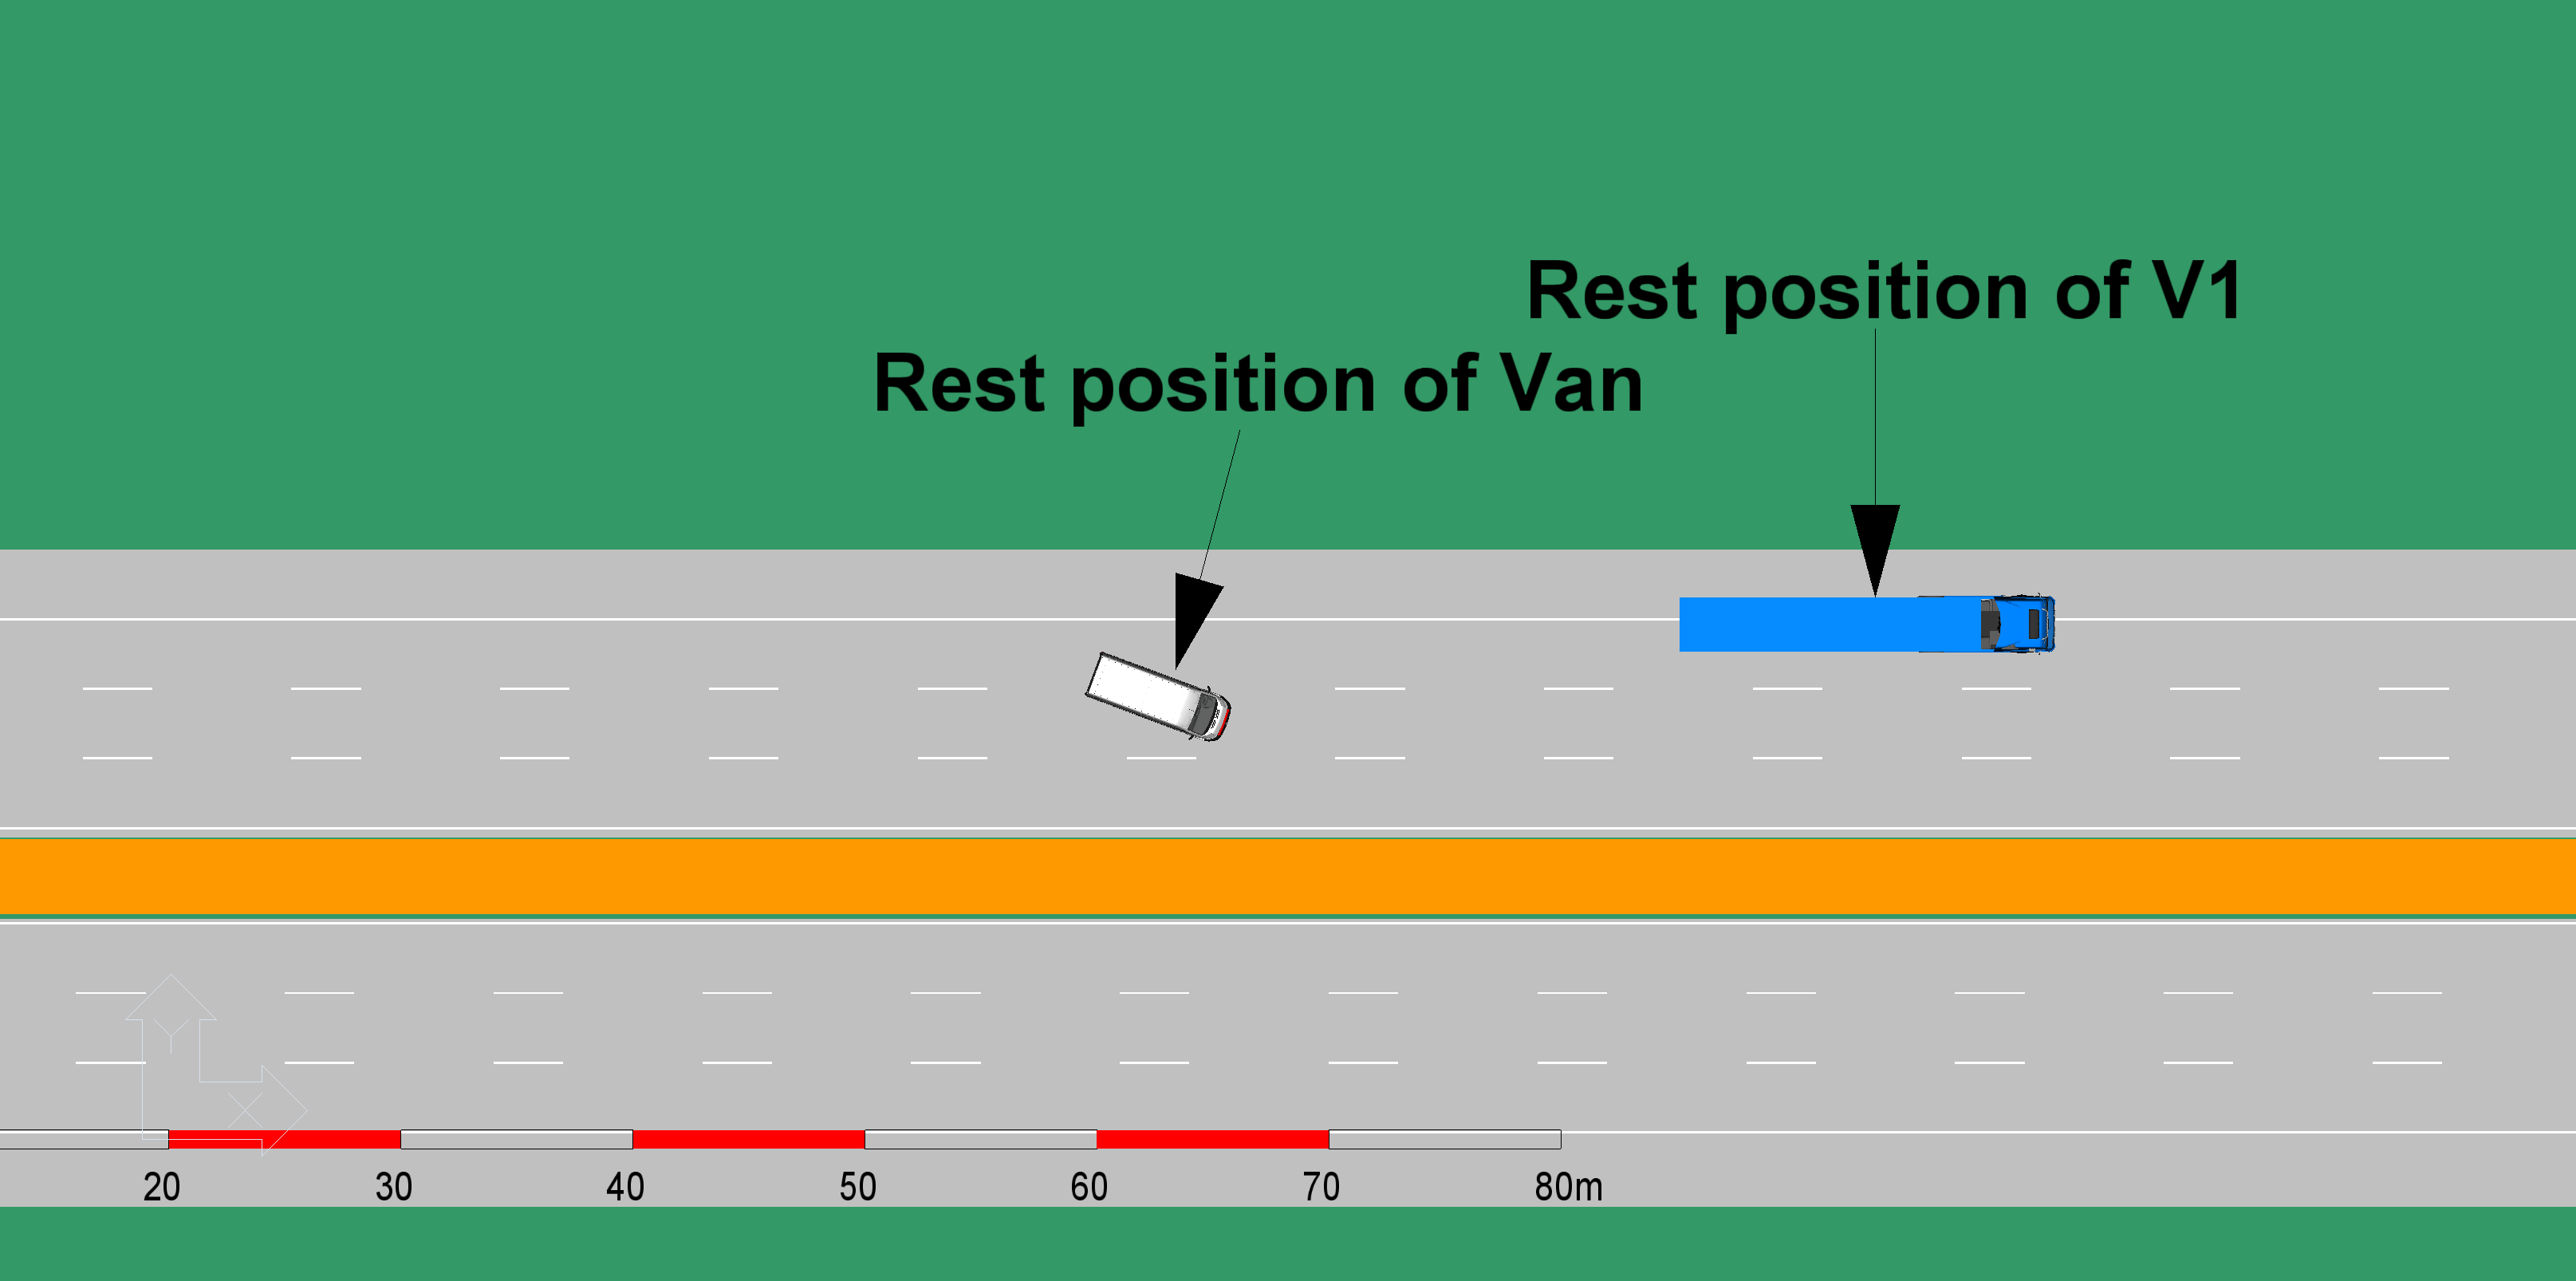 Rest position of V1
Rest position of Van
Y
X
20 30 40 50 60 70 80m